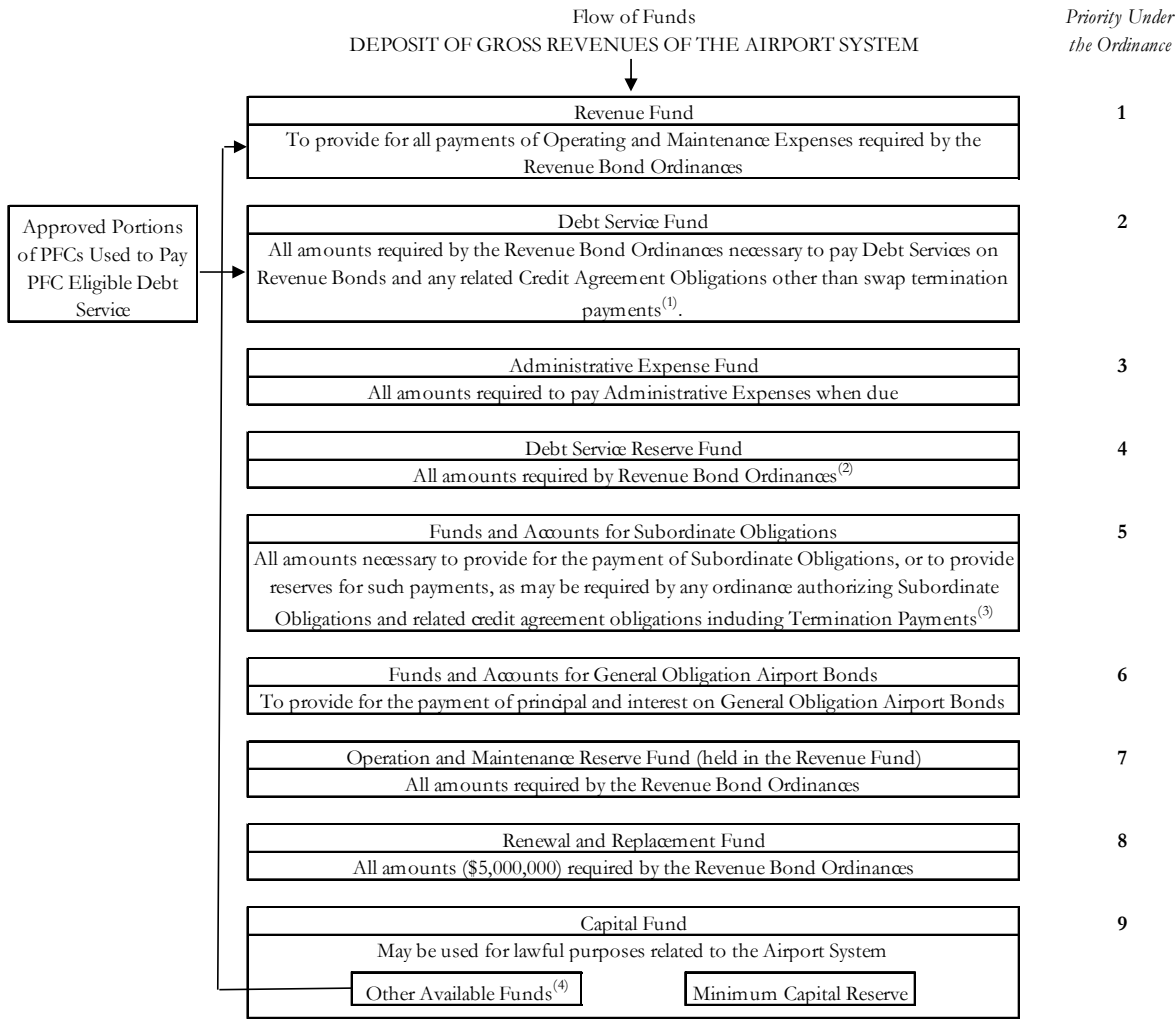 Flow of Funds
DEPOSIT OF GROSS REVENUES OF THE AIRPORT SYSTEM
Priority Under
the Ordinance
Revenue Fund
1
To provide for all payments of Operating and Maintenance Expenses required by the
Revenue Bond Ordinances
Approved Portions
of PFCs Used to Pay
PFC Eligible Debt
Service
Debt Service Fund
2
All amounts required by the Revenue Bond Ordinances necessary to pay Debt Services on
Revenue Bonds and any related Credit Agreement Obligations other than swap termination
payments(1).
Administrative Expense Fund
3
All amounts required to pay Administrative Expenses when due
Debt Service Reserve Fund
4
All amounts required by Revenue Bond Ordinances(2)
Funds and Accounts for Subordinate Obligations
5
All amounts necessary to provide for the payment of Subordinate Obligations, or to provide
reserves for such payments, as may be required by any ordinance authorizing Subordinate
Obligations and related credit agreement obligations including Termination Payments(3)
Funds and Accounts for General Obligation Airport Bonds
6
To provide for the payment of principal and interest on General Obligation Airport Bonds
Operation and Maintenance Reserve Fund (held in the Revenue Fund)
7
All amounts required by the Revenue Bond Ordinances
Renewal and Replacement Fund
8
All amounts ($5,000,000) required by the Revenue Bond Ordinances
Capital Fund
9
May be used for lawful purposes related to the Airport System
Other Available Funds(4)
Minimum Capital Reserve